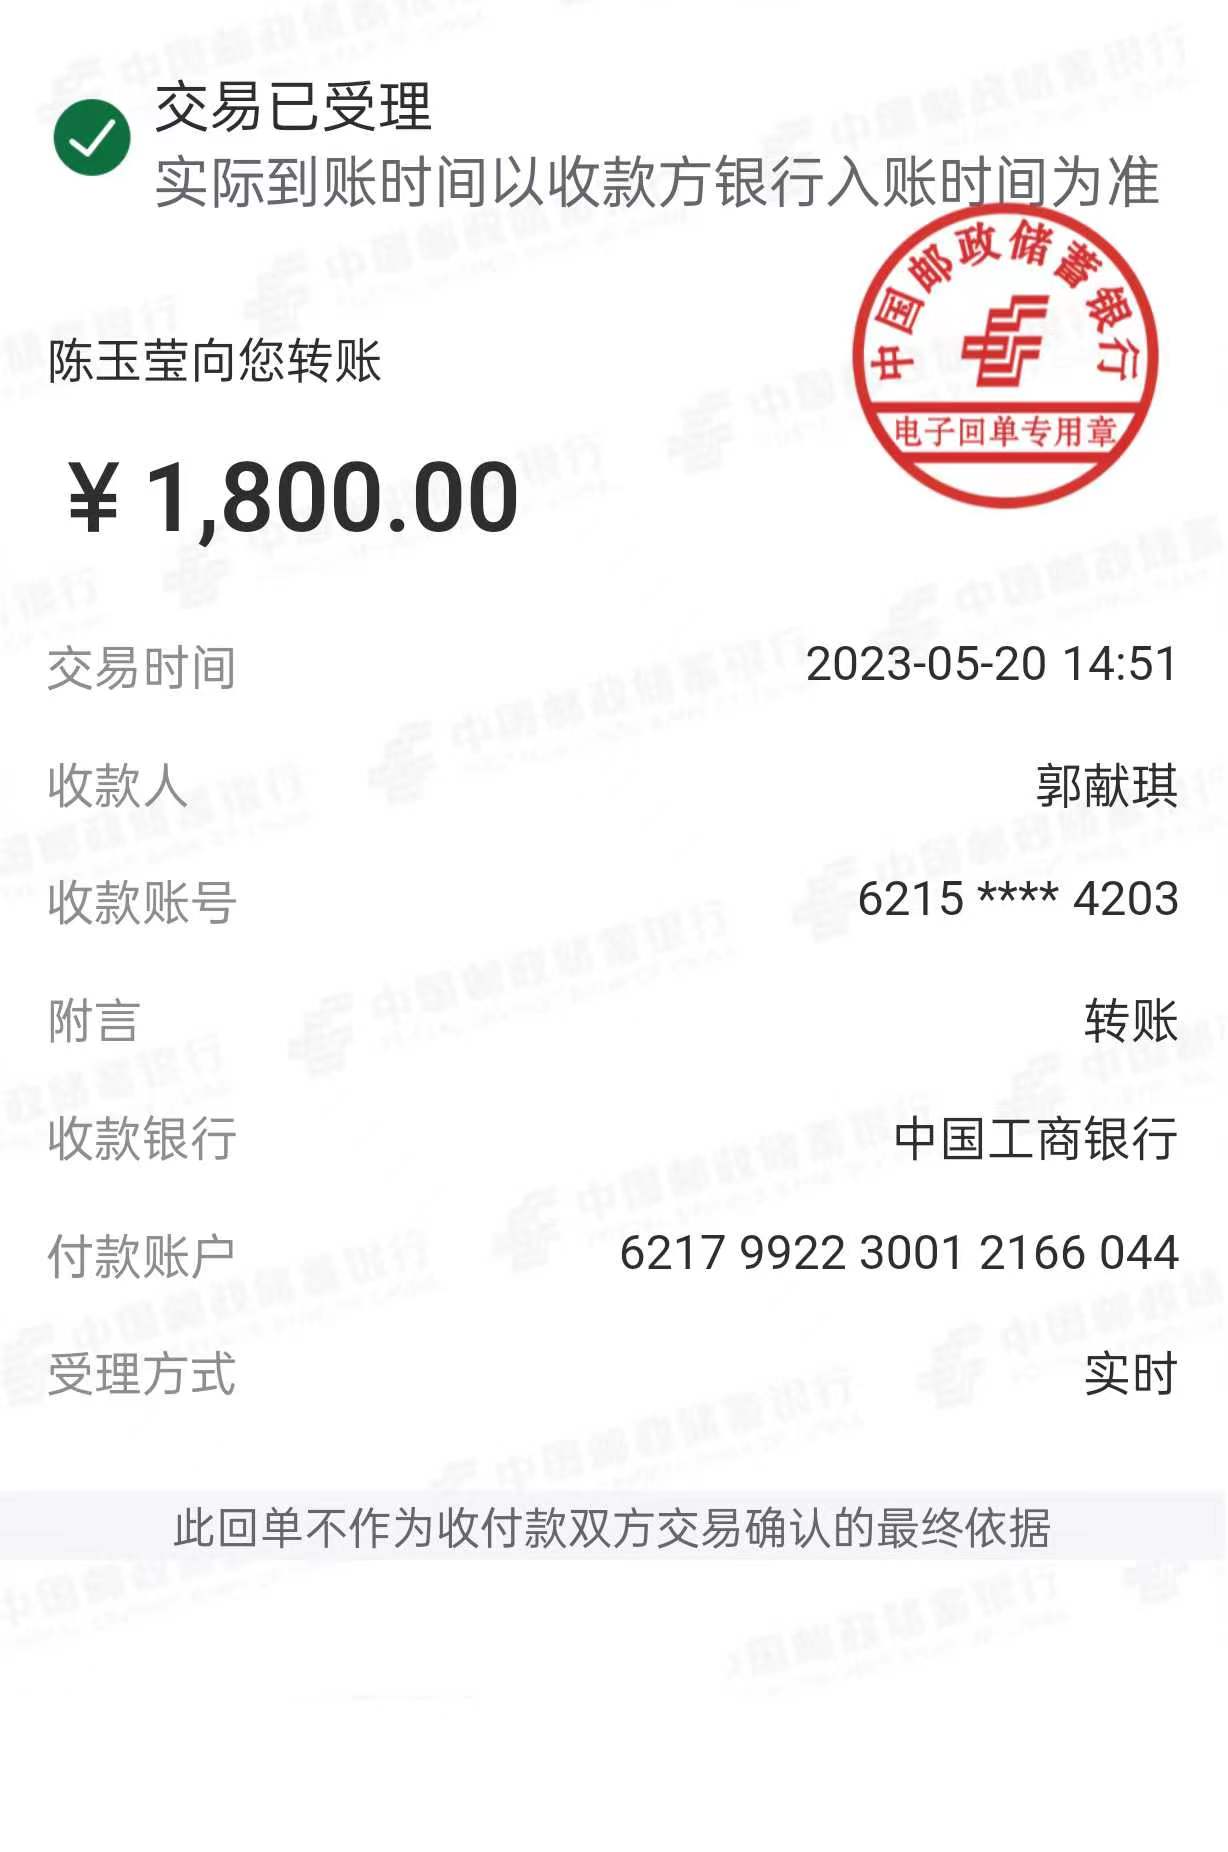 交易已受理
实际到账时间以收款方银行入账时间为准
中国邮政储蓄银行
电子回单专用章
陈玉莹向您转账
¥ 1,800.00
交易时间 2023-05-20 14:51
收款人 郭献琪
收款账号 6215 **** 4203
附言 转账
收款银行 中国工商银行
付款账户 6217 9922 3001 2166 044
受理方式 实时
此回单不作为收付款双方交易确认的最终依据